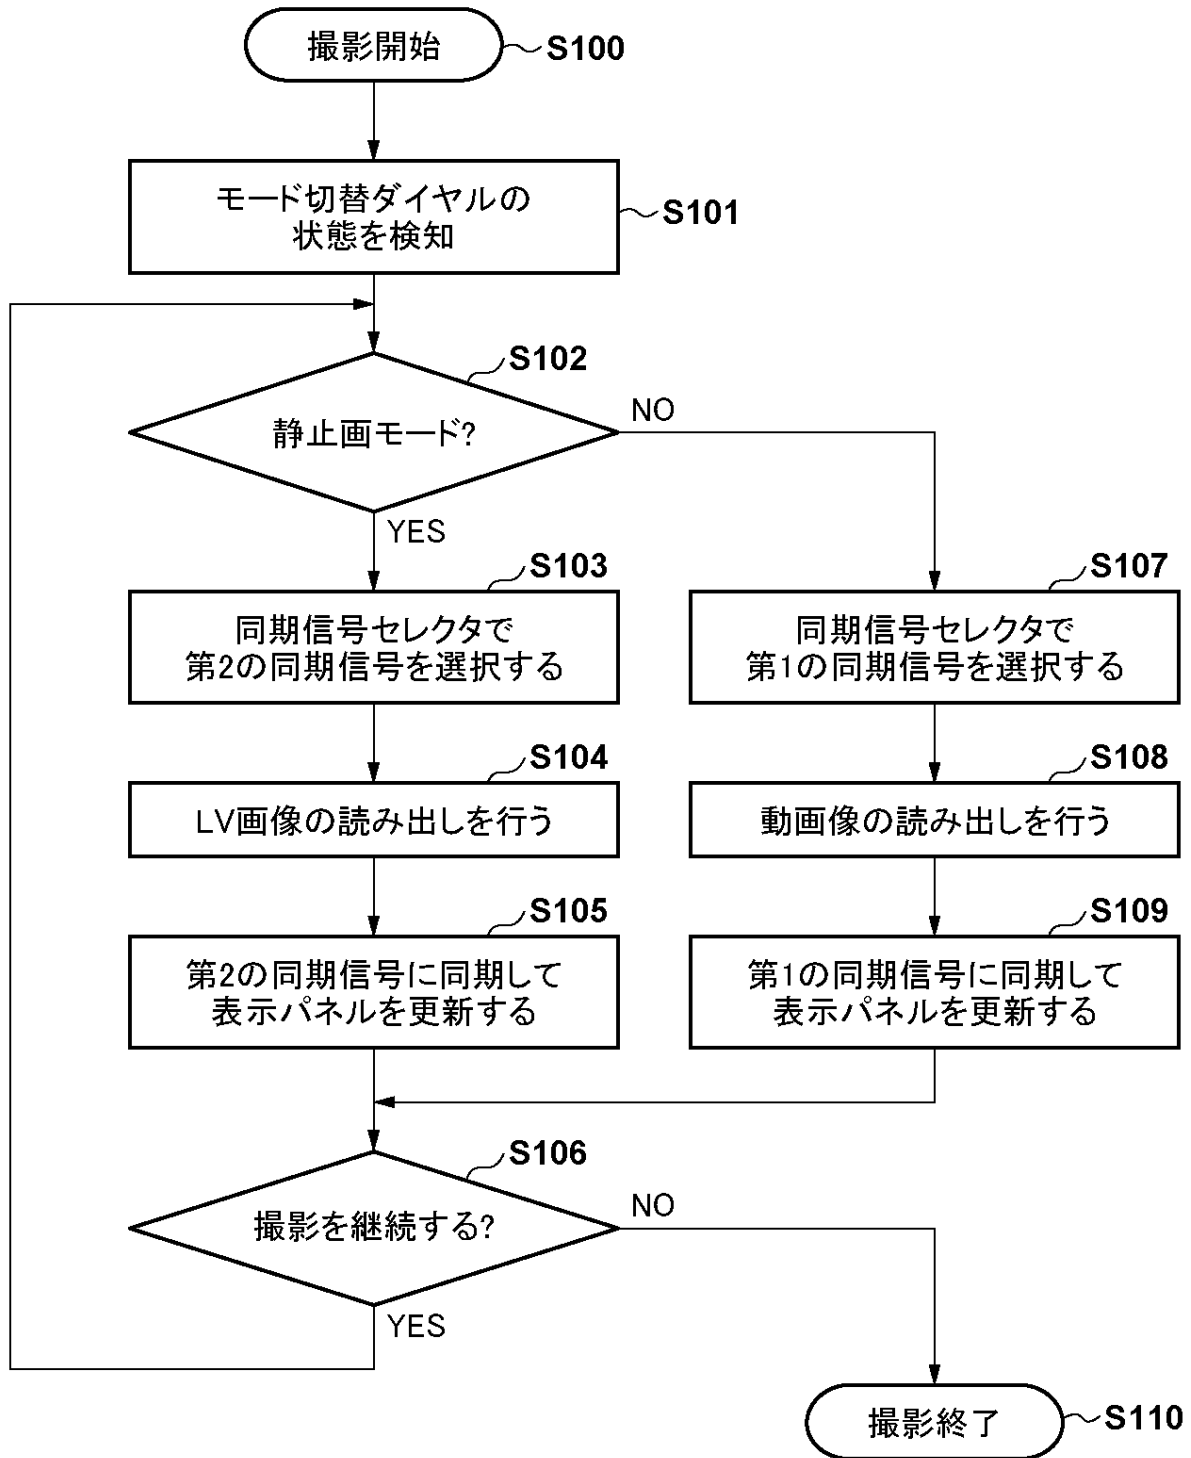 撮影開始
S100
モード切替ダイヤルの
状態を検知
S101
S102
静止画モード?
NO
YES
S103
同期信号セレクタで
第2の同期信号を選択する
S104
LV画像の読み出しを行う
S105
第2の同期信号に同期して
表示パネルを更新する
S107
同期信号セレクタで
第1の同期信号を選択する
S108
動画像の読み出しを行う
S109
第1の同期信号に同期して
表示パネルを更新する
S106
撮影を継続する?
NO
YES
撮影終了
S110